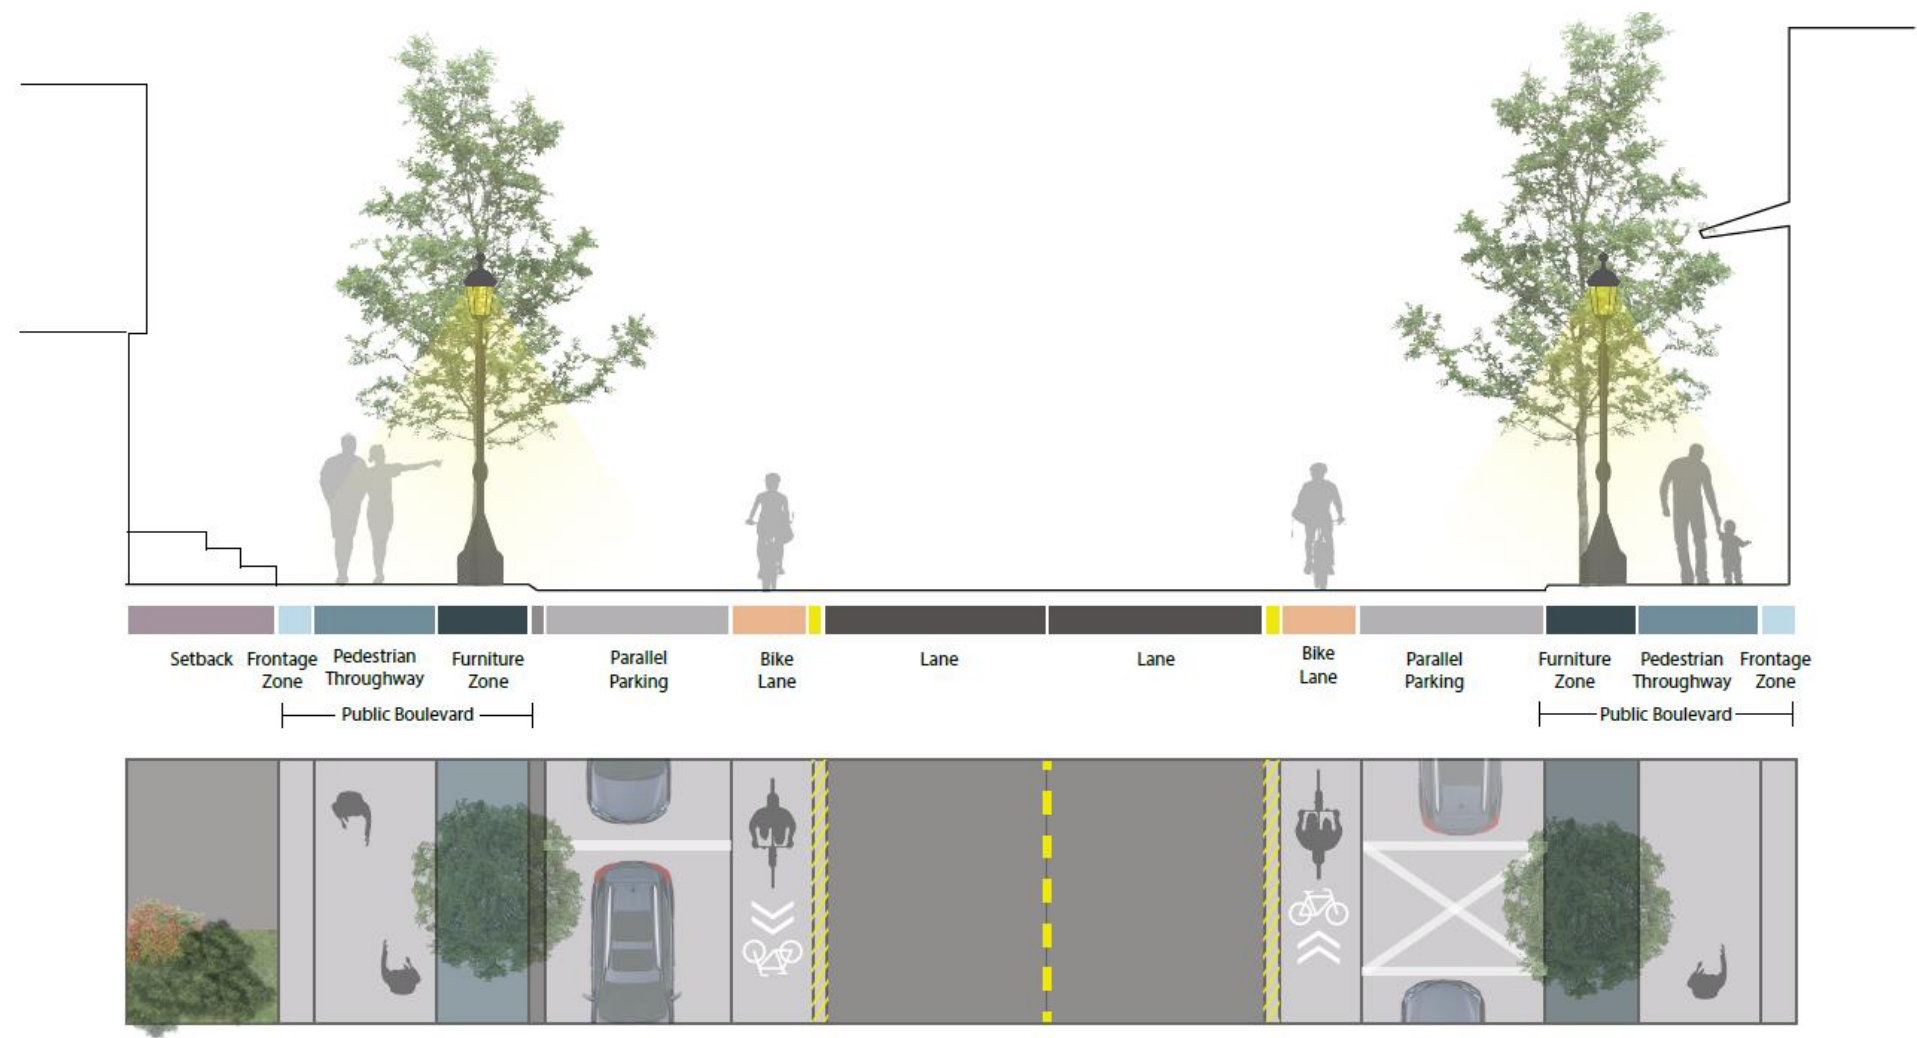 Setback
Frontage
Zone
Pedestrian
Throughway
Furniture
Zone
Parallel
Parking
Bike
Lane
Lane
Lane
Bike
Lane
Parallel
Parking
Furniture
Zone
Pedestrian
Throughway
Frontage
Zone
Public Boulevard
Public Boulevard